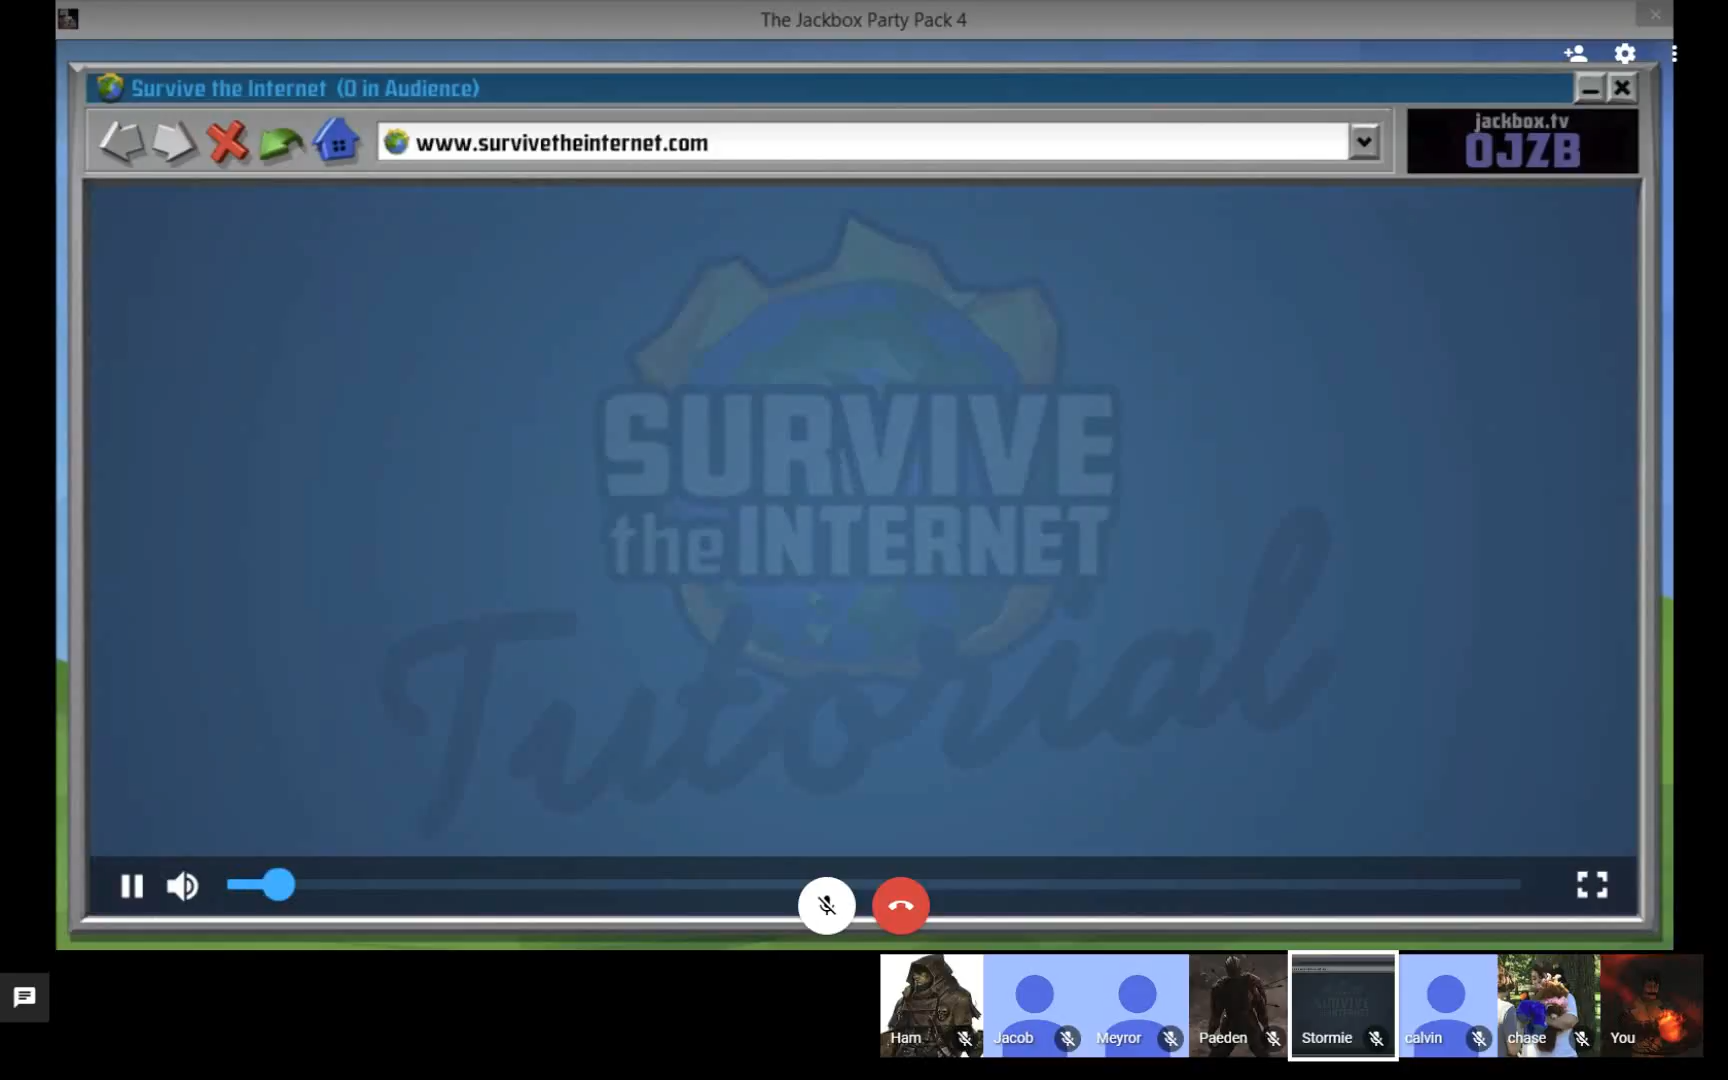 The Jackbox Party Pack 4
Survive the Internet (0 in Audience)
www.survivetheinternet.com
jackbox.tv
OJZB
SURVIVE
the INTERNET
Tutorial
Ham
Jacob
Meyror
Paeden
Stormie
calvin
chase
You